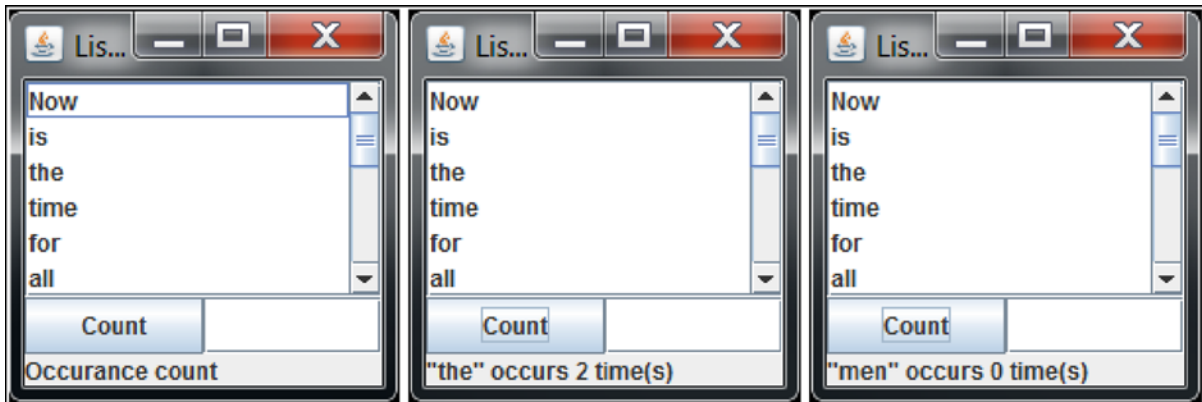 Lis...
Now
is
the
time
for
all
Count
Occurance count
Lis...
Now
is
the
time
for
all
Count
"the" occurs 2 time(s)
Lis...
Now
is
the
time
for
all
Count
"men" occurs 0 time(s)